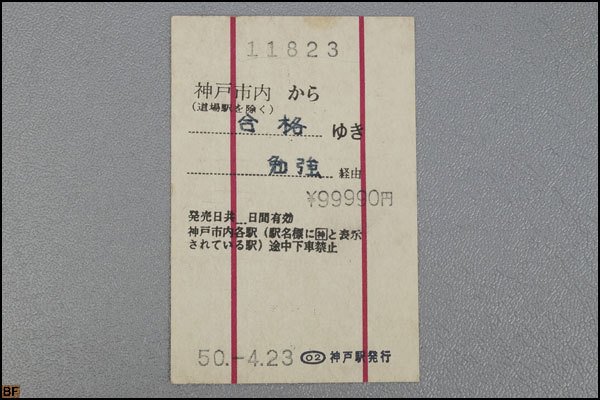 11823
神戸市内 から
(道場駅を除く)
合格 ゆき
勉強 経由
¥99990円
発売日共 日間有効
神戸市内各駅(駅名標に㊕と表示
されている駅)途中下車禁止
50.-4.23 02 神戸駅発行
BF